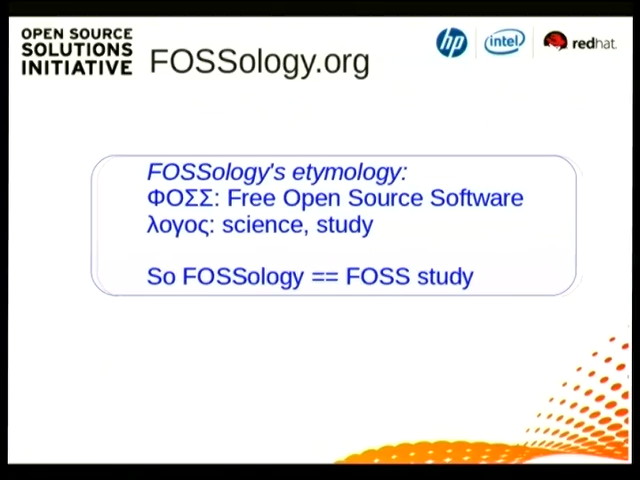 OPEN SOURCE
SOLUTIONS
INITIATIVE
FOSSology.org
hp
intel
redhat.
FOSSology's etymology:
ΦΟΣΣ: Free Open Source Software
λογος: science, study
So FOSSology == FOSS study